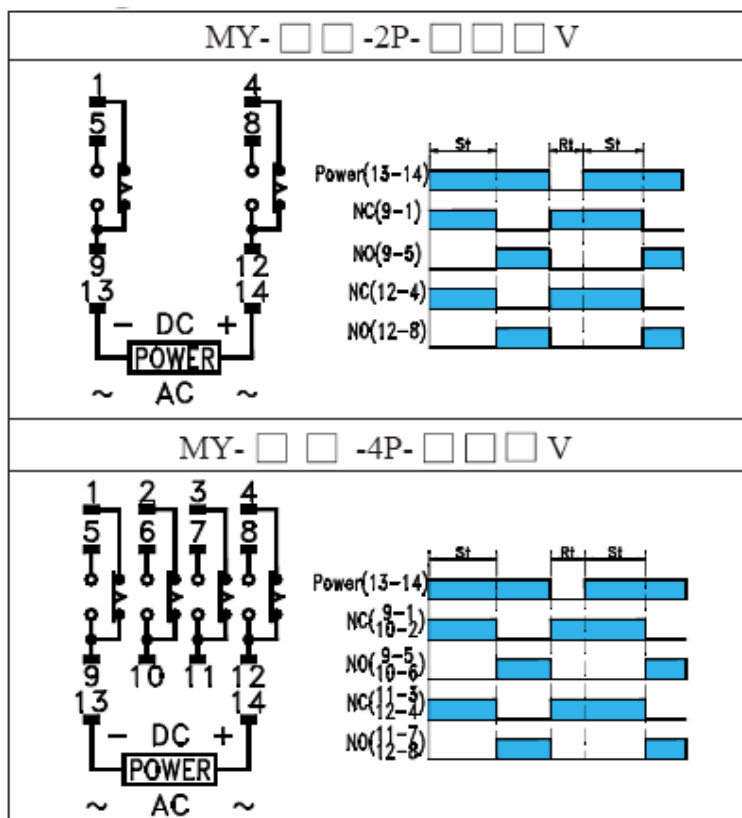 MY-□□-2P-□□□V
1 4
5 8
9 12
13 14
- DC +
POWER
~ AC ~
St Rt St
Power(13-14)
NC(9-1)
NO(9-5)
NC(12-4)
NO(12-8)
MY-□□-4P-□□□V
1 2 3 4
5 6 7 8
9 10 11 12
13 14
- DC +
POWER
~ AC ~
St Rt St
Power(13-14)
NC(9-1
10-2)
NO(9-5
10-6)
NC(11-3
12-4)
NO(11-7
12-8)